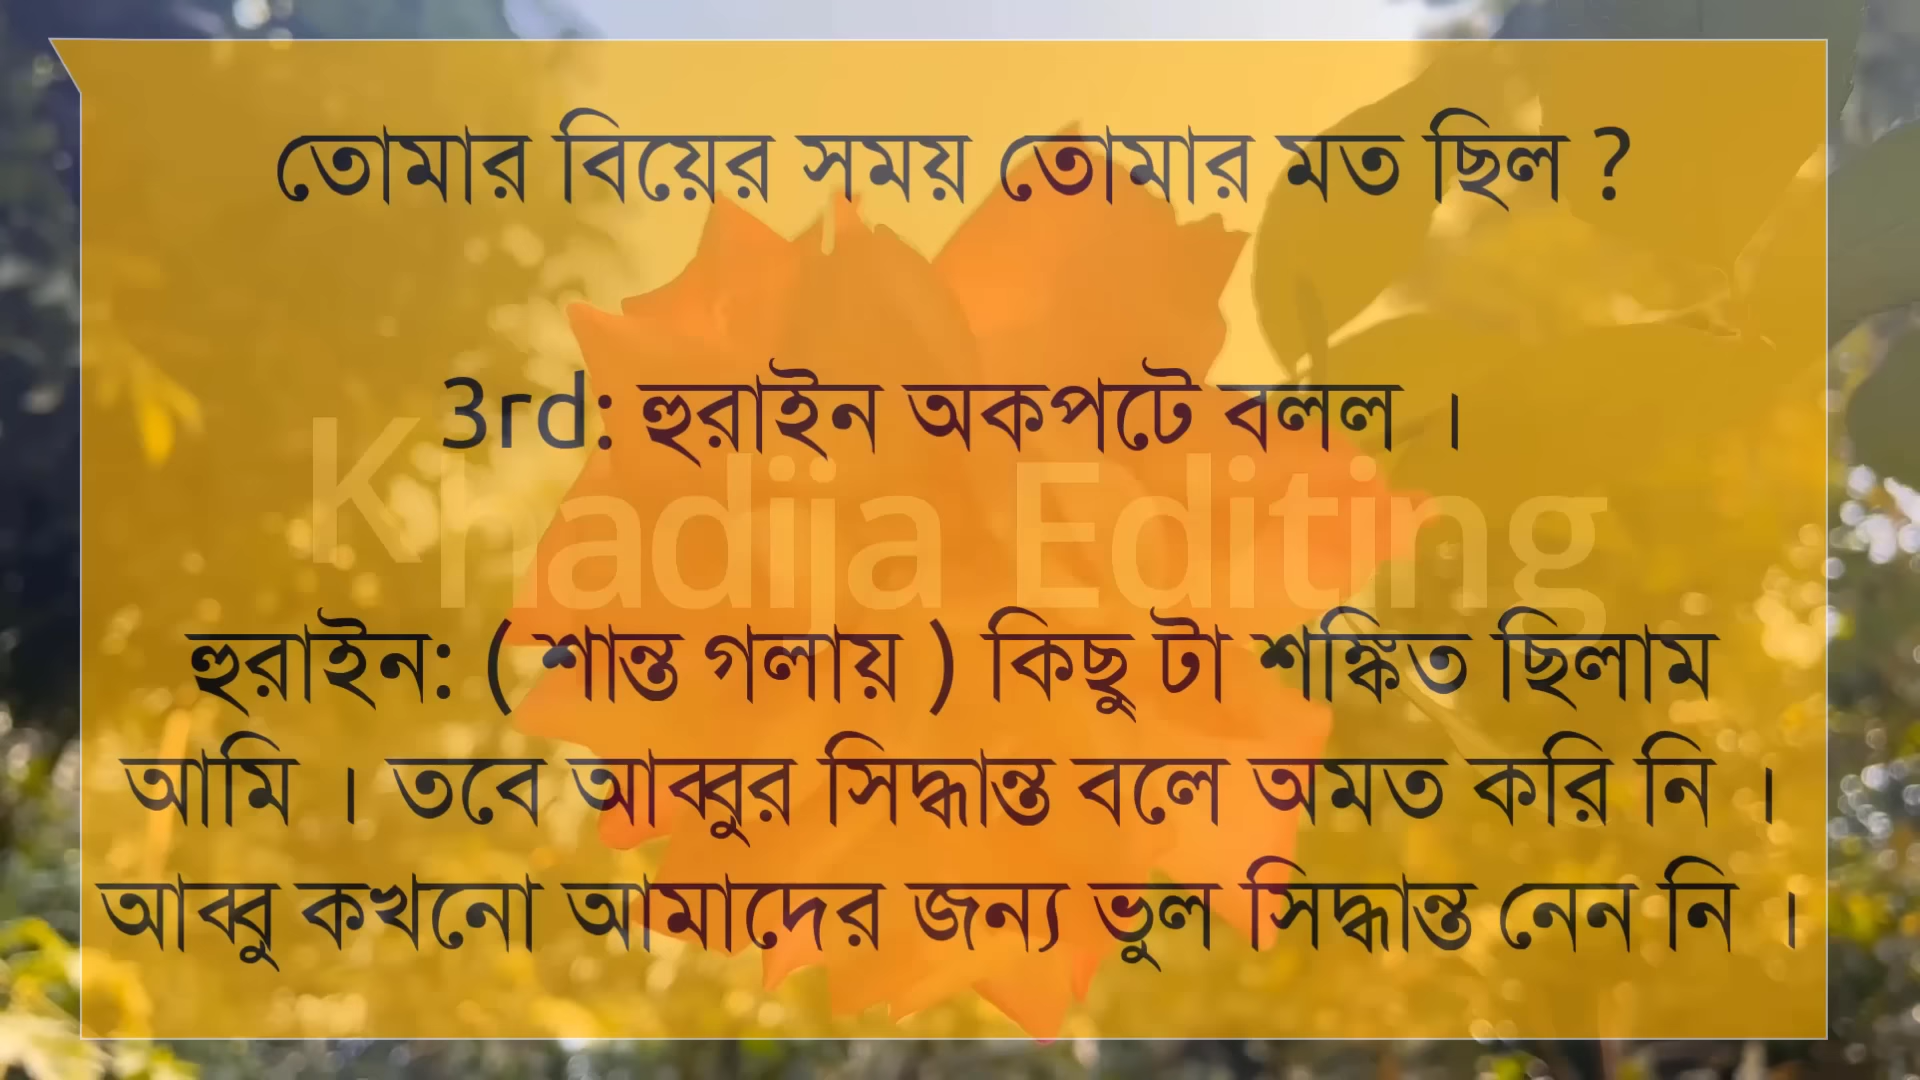 তোমার বিয়ের সময় তোমার মত ছিল ?
3rd: হুরাইন অকপটে বলল ।
Khadija Editing
হুরাইন: ( শান্ত গলায় ) কিছু টা শঙ্কিত ছিলাম
আমি । তবে আব্বুর সিদ্ধান্ত বলে অমত করি নি ।
আব্বু কখনো আমাদের জন্য ভুল সিদ্ধান্ত নেন নি ।